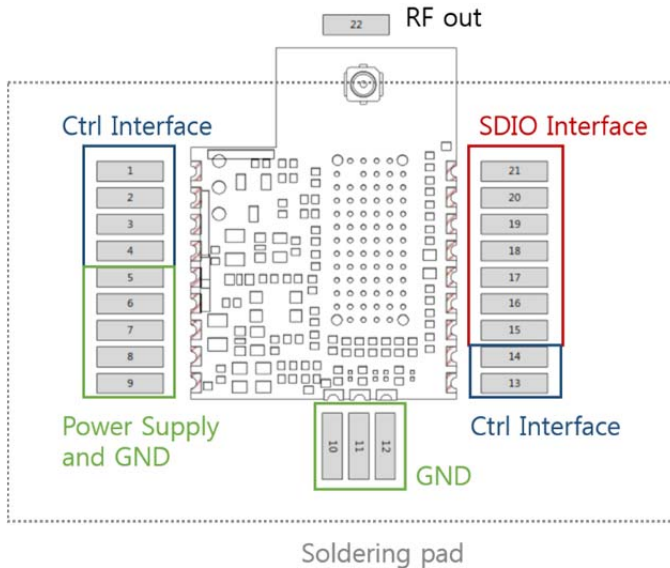 22 RF out
Ctrl Interface
SDIO Interface
1
2
3
4
5
6
7
8
9
21
20
19
18
17
16
15
14
13
Power Supply
and GND
10 11 12
GND
Ctrl Interface
Soldering pad